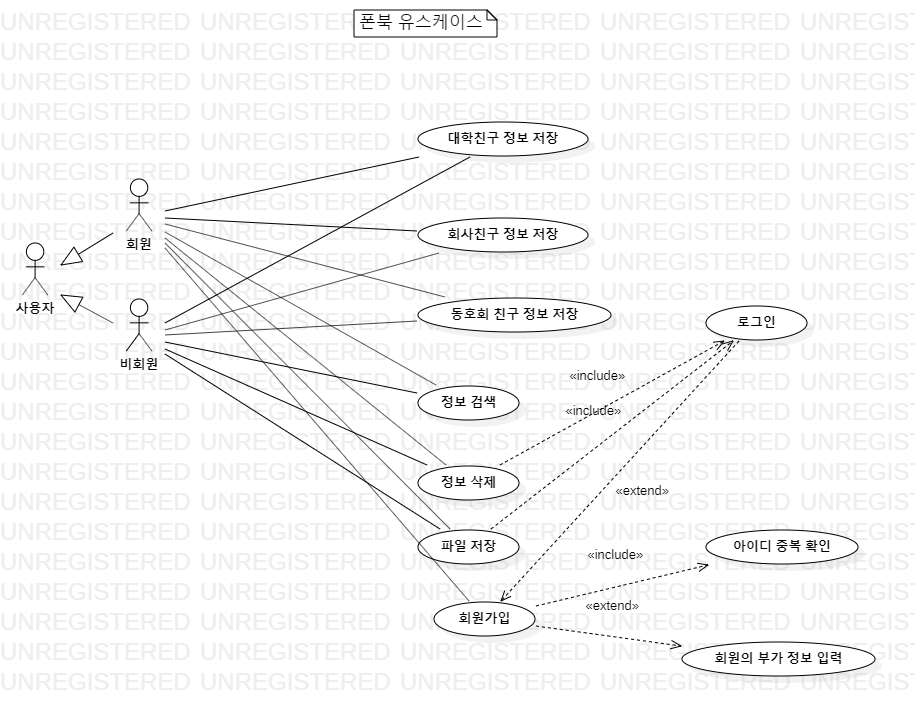 폰북 유스케이스
대학친구 정보 저장
회원
회사친구 정보 저장
사용자
동호회 친구 정보 저장
로그인
비회원
«include»
정보 검색
«include»
정보 삭제
«extend»
파일 저장
아이디 중복 확인
«include»
«extend»
회원가입
회원의 부가 정보 입력
UNREGISTERED UNREGISTERED UNREGISTERED UNREGISTERED UNREGIST